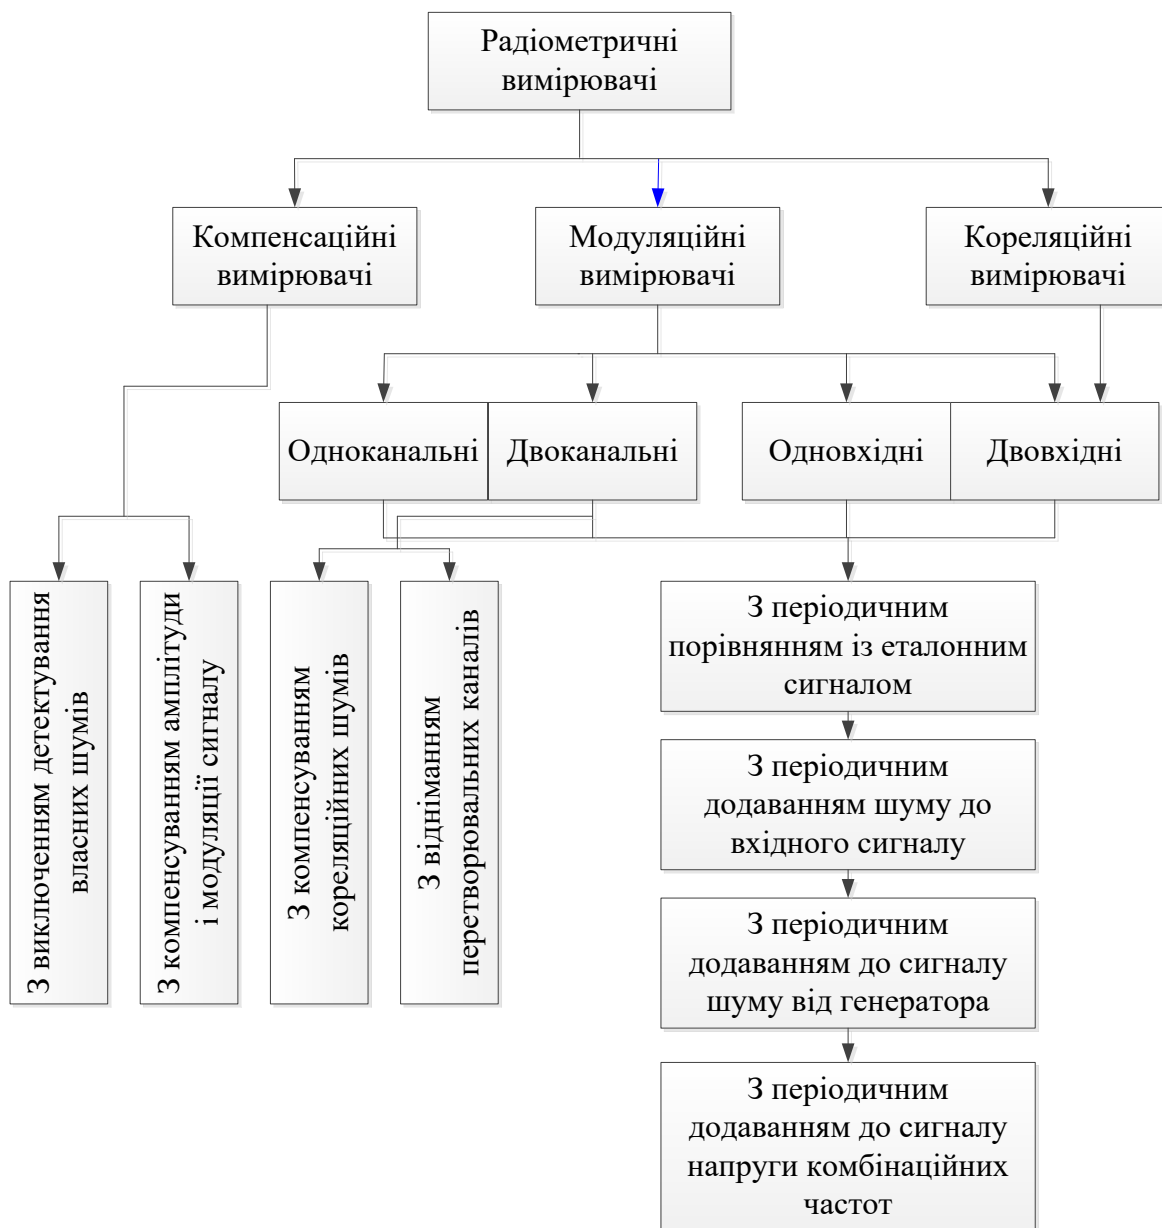 Радіометричні
вимірювачі
Компенсаційні
вимірювачі
Модуляційні
вимірювачі
Кореляційні
вимірювачі
Одноканальні
Двоканальні
Одновхідні
Двовхідні
З виключенням детектування
власних шумів
З компенсуванням амплітуди
і модуляції сигналу
З компенсуванням
кореляційних шумів
З відніманням
перетворювальних каналів
З періодичним
порівнянням із еталонним
сигналом
З періодичним
додаванням шуму до
вхідного сигналу
З періодичним
додаванням до сигналу
шуму від генератора
З періодичним
додаванням до сигналу
напруги комбінаційних
частот